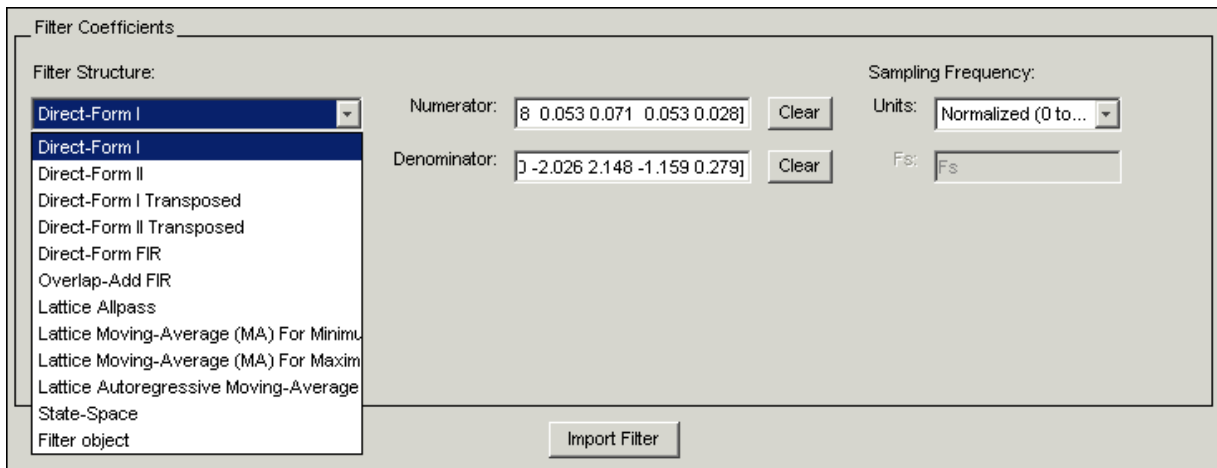 Filter Coefficients
Filter Structure:
Sampling Frequency:
Direct-Form I
Numerator:
8 0.053 0.071 0.053 0.028]
Clear
Units:
Normalized (0 to...
Direct-Form I
Direct-Form II
Denominator:
-2.026 2.148 -1.159 0.279]
Clear
Fs:
Fs
Direct-Form I Transposed
Direct-Form II Transposed
Direct-Form FIR
Overlap-Add FIR
Lattice Allpass
Lattice Moving-Average (MA) For Minimu
Lattice Moving-Average (MA) For Maxim
Lattice Autoregressive Moving-Average
State-Space
Filter object
Import Filter